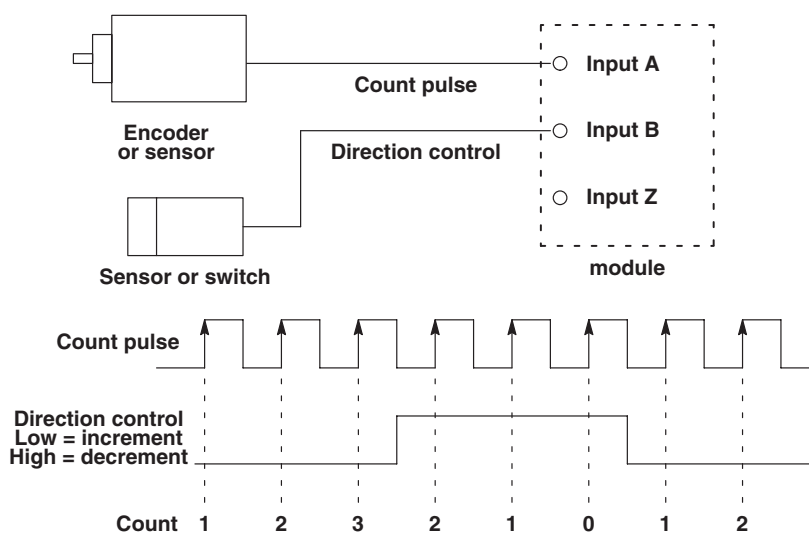 Input A
Count pulse
Encoder
or sensor
Input B
Direction control
Input Z
Sensor or switch
module
Count pulse
Direction control
Low = increment
High = decrement
Count 1 2 3 2 1 0 1 2